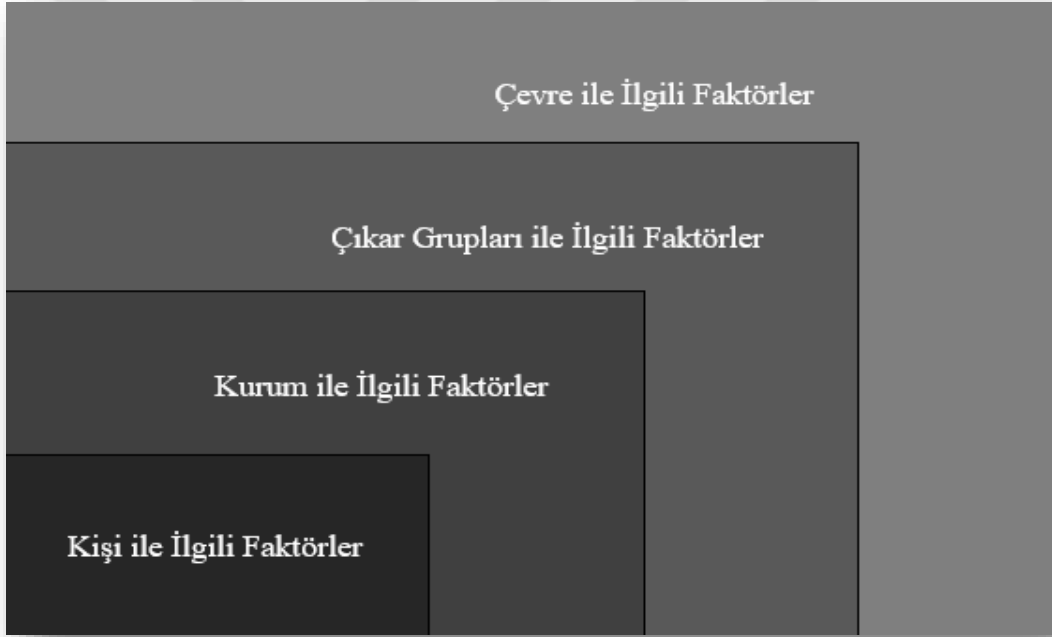 Çevre ile İlgili Faktörler
Çıkar Grupları ile İlgili Faktörler
Kurum ile İlgili Faktörler
Kişi ile İlgili Faktörler